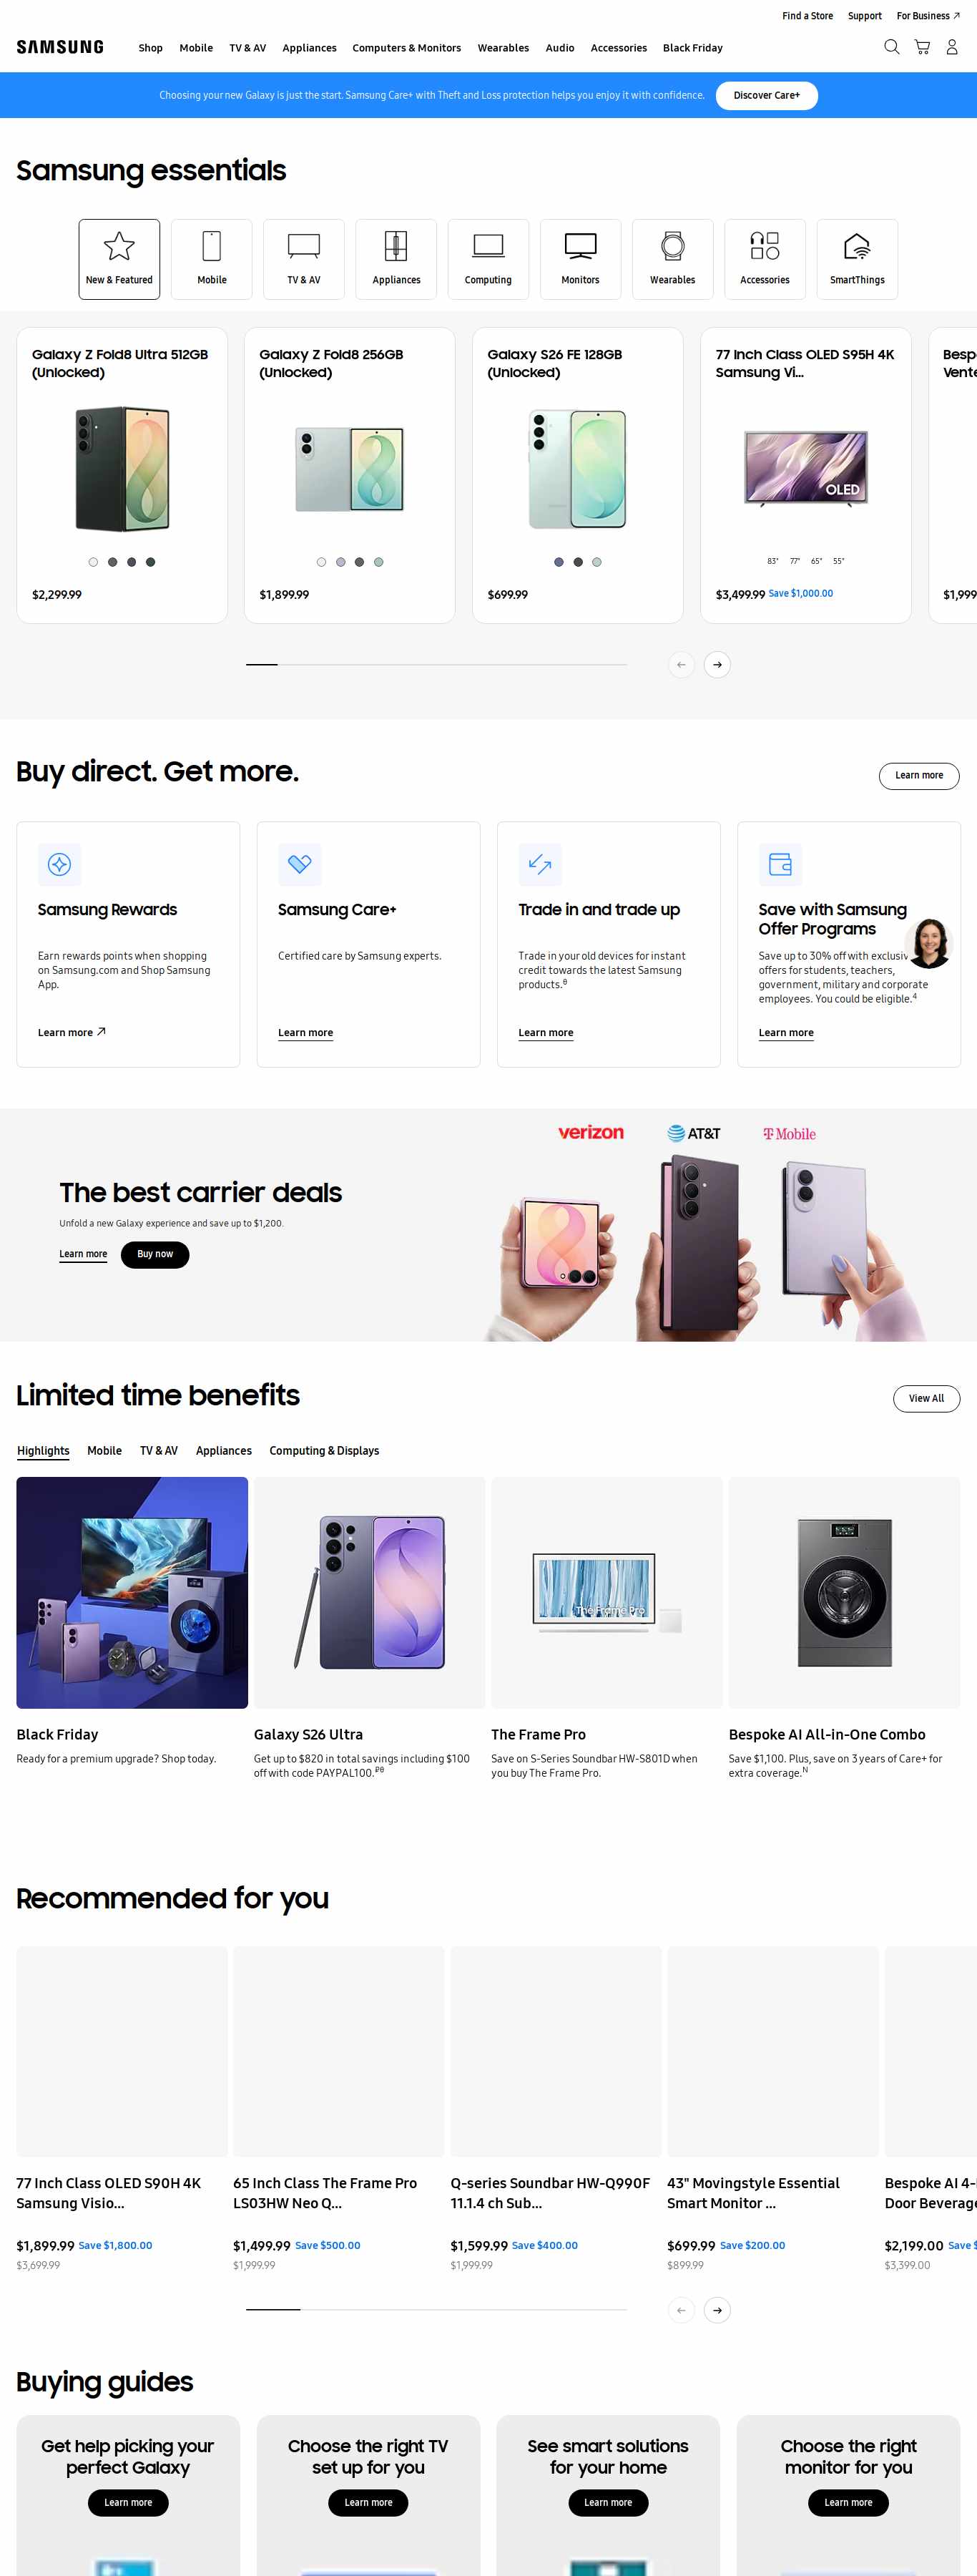 Find a Store Support For Business
SAMSUNG Shop Mobile TV & AV Appliances Computers & Monitors Wearables Audio Accessories Black Friday
Choosing your new Galaxy is just the start. Samsung Care+ with Theft and Loss protection helps you enjoy it with confidence. Discover Care+
Samsung essentials
New & Featured Mobile TV & AV Appliances Computing Monitors Wearables Accessories SmartThings
Galaxy Z Fold8 Ultra 512GB
(Unlocked)
$2,299.99
Galaxy Z Fold8 256GB
(Unlocked)
$1,899.99
Galaxy S26 FE 128GB
(Unlocked)
$699.99
77 Inch Class OLED S95H 4K
Samsung Vi...
OLED
83" 77" 65" 55"
$3,499.99 Save $1,000.00
Besp
Vente
$1,999
Buy direct. Get more.
Learn more
Samsung Rewards
Earn rewards points when shopping
on Samsung.com and Shop Samsung
App.
Learn more
Samsung Care+
Certified care by Samsung experts.
Learn more
Trade in and trade up
Trade in your old devices for instant
credit towards the latest Samsung
products.θ
Learn more
Save with Samsung
Offer Programs
Save up to 30% off with exclusiv
offers for students, teachers,
government, military and corporate
employees. You could be eligible.4
Learn more
verizon AT&T T Mobile
The best carrier deals
Unfold a new Galaxy experience and save up to $1,200.
Learn more Buy now
Limited time benefits
View All
Highlights Mobile TV & AV Appliances Computing & Displays
The Frame Pro
Black Friday
Ready for a premium upgrade? Shop today.
Galaxy S26 Ultra
Get up to $820 in total savings including $100
off with code PAYPAL100.
The Frame Pro
Save on S-Series Soundbar HW-S801D when
you buy The Frame Pro.
Bespoke AI All-in-One Combo
Save $1,100. Plus, save on 3 years of Care+ for
extra coverage.N
Recommended for you
77 Inch Class OLED S90H 4K
Samsung Visio...
$1,899.99 Save $1,800.00
$3,699.99
65 Inch Class The Frame Pro
LS03HW Neo Q...
$1,499.99 Save $500.00
$1,999.99
Q-series Soundbar HW-Q990F
11.1.4 ch Sub...
$1,599.99 Save $400.00
$1,999.99
43" Movingstyle Essential
Smart Monitor ...
$699.99 Save $200.00
$899.99
Bespoke AI 4-
Door Beverage
$2,199.00 Save $
$3,399.00
Buying guides
Get help picking your
perfect Galaxy
Learn more
Choose the right TV
set up for you
Learn more
See smart solutions
for your home
Learn more
Choose the right
monitor for you
Learn more